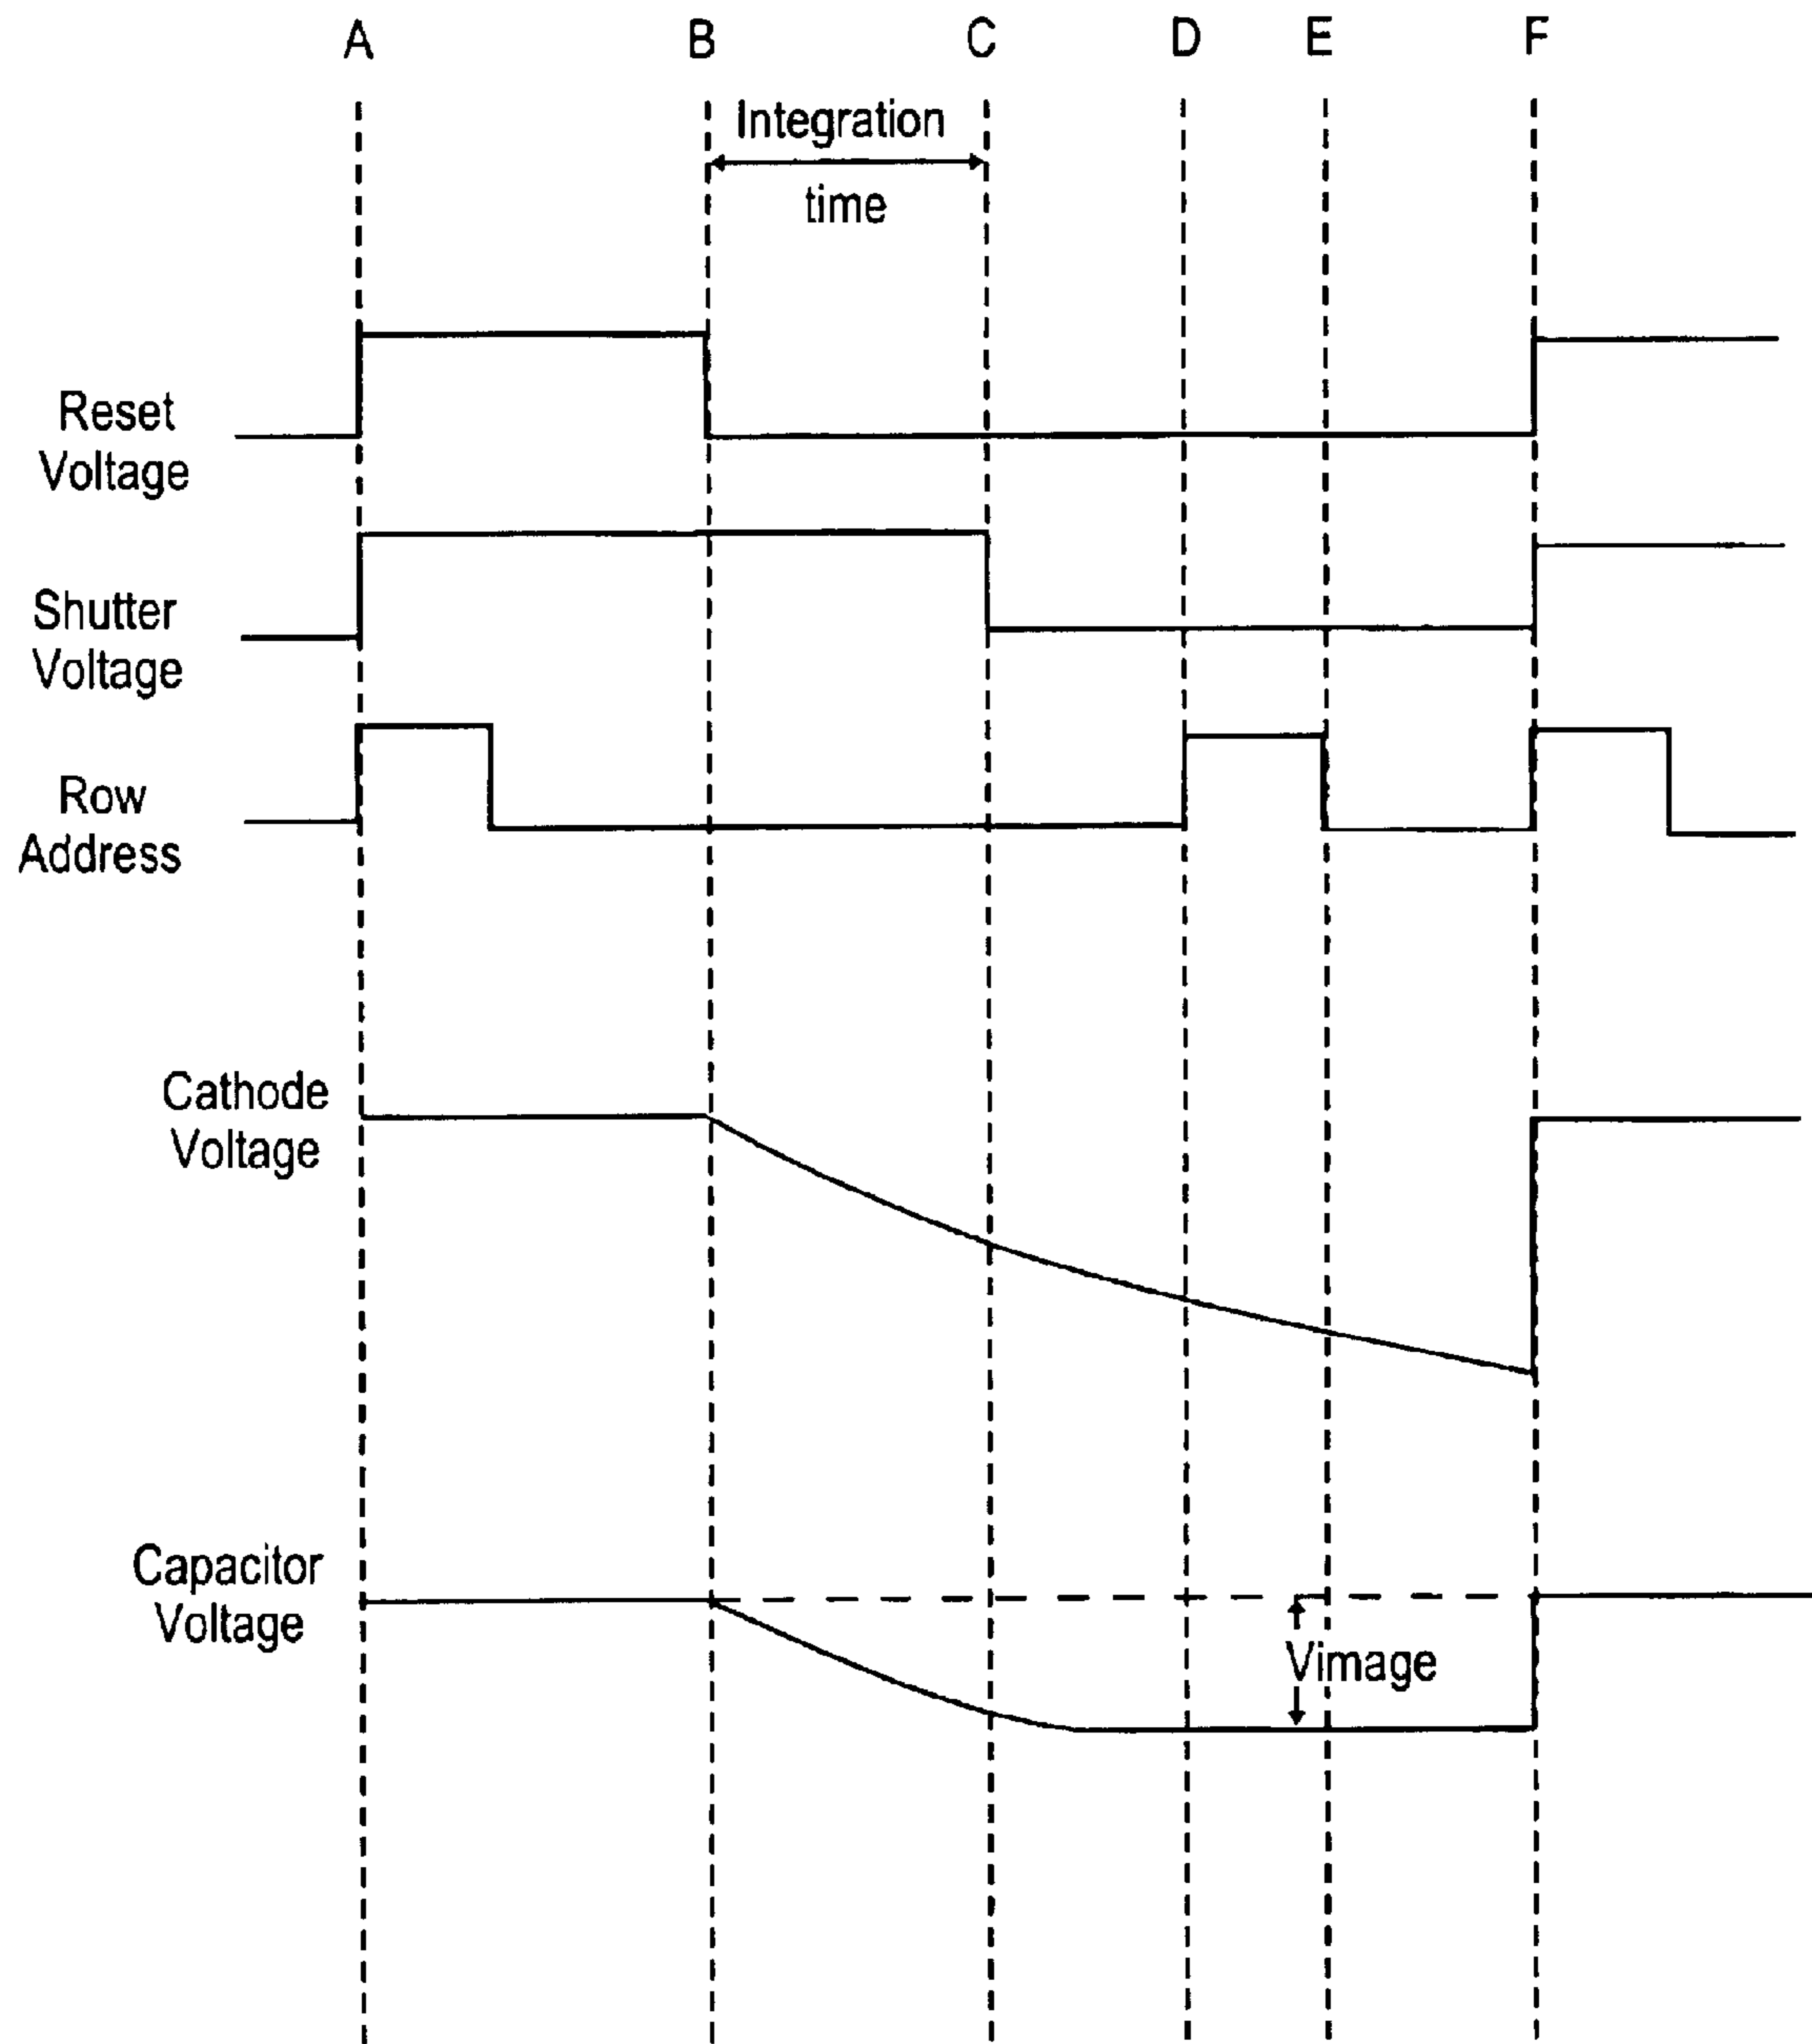 A B C D E F
Integration
time
Reset
Voltage
Shutter
Voltage
Row
Address
Cathode
Voltage
Capacitor
Voltage
Vimage